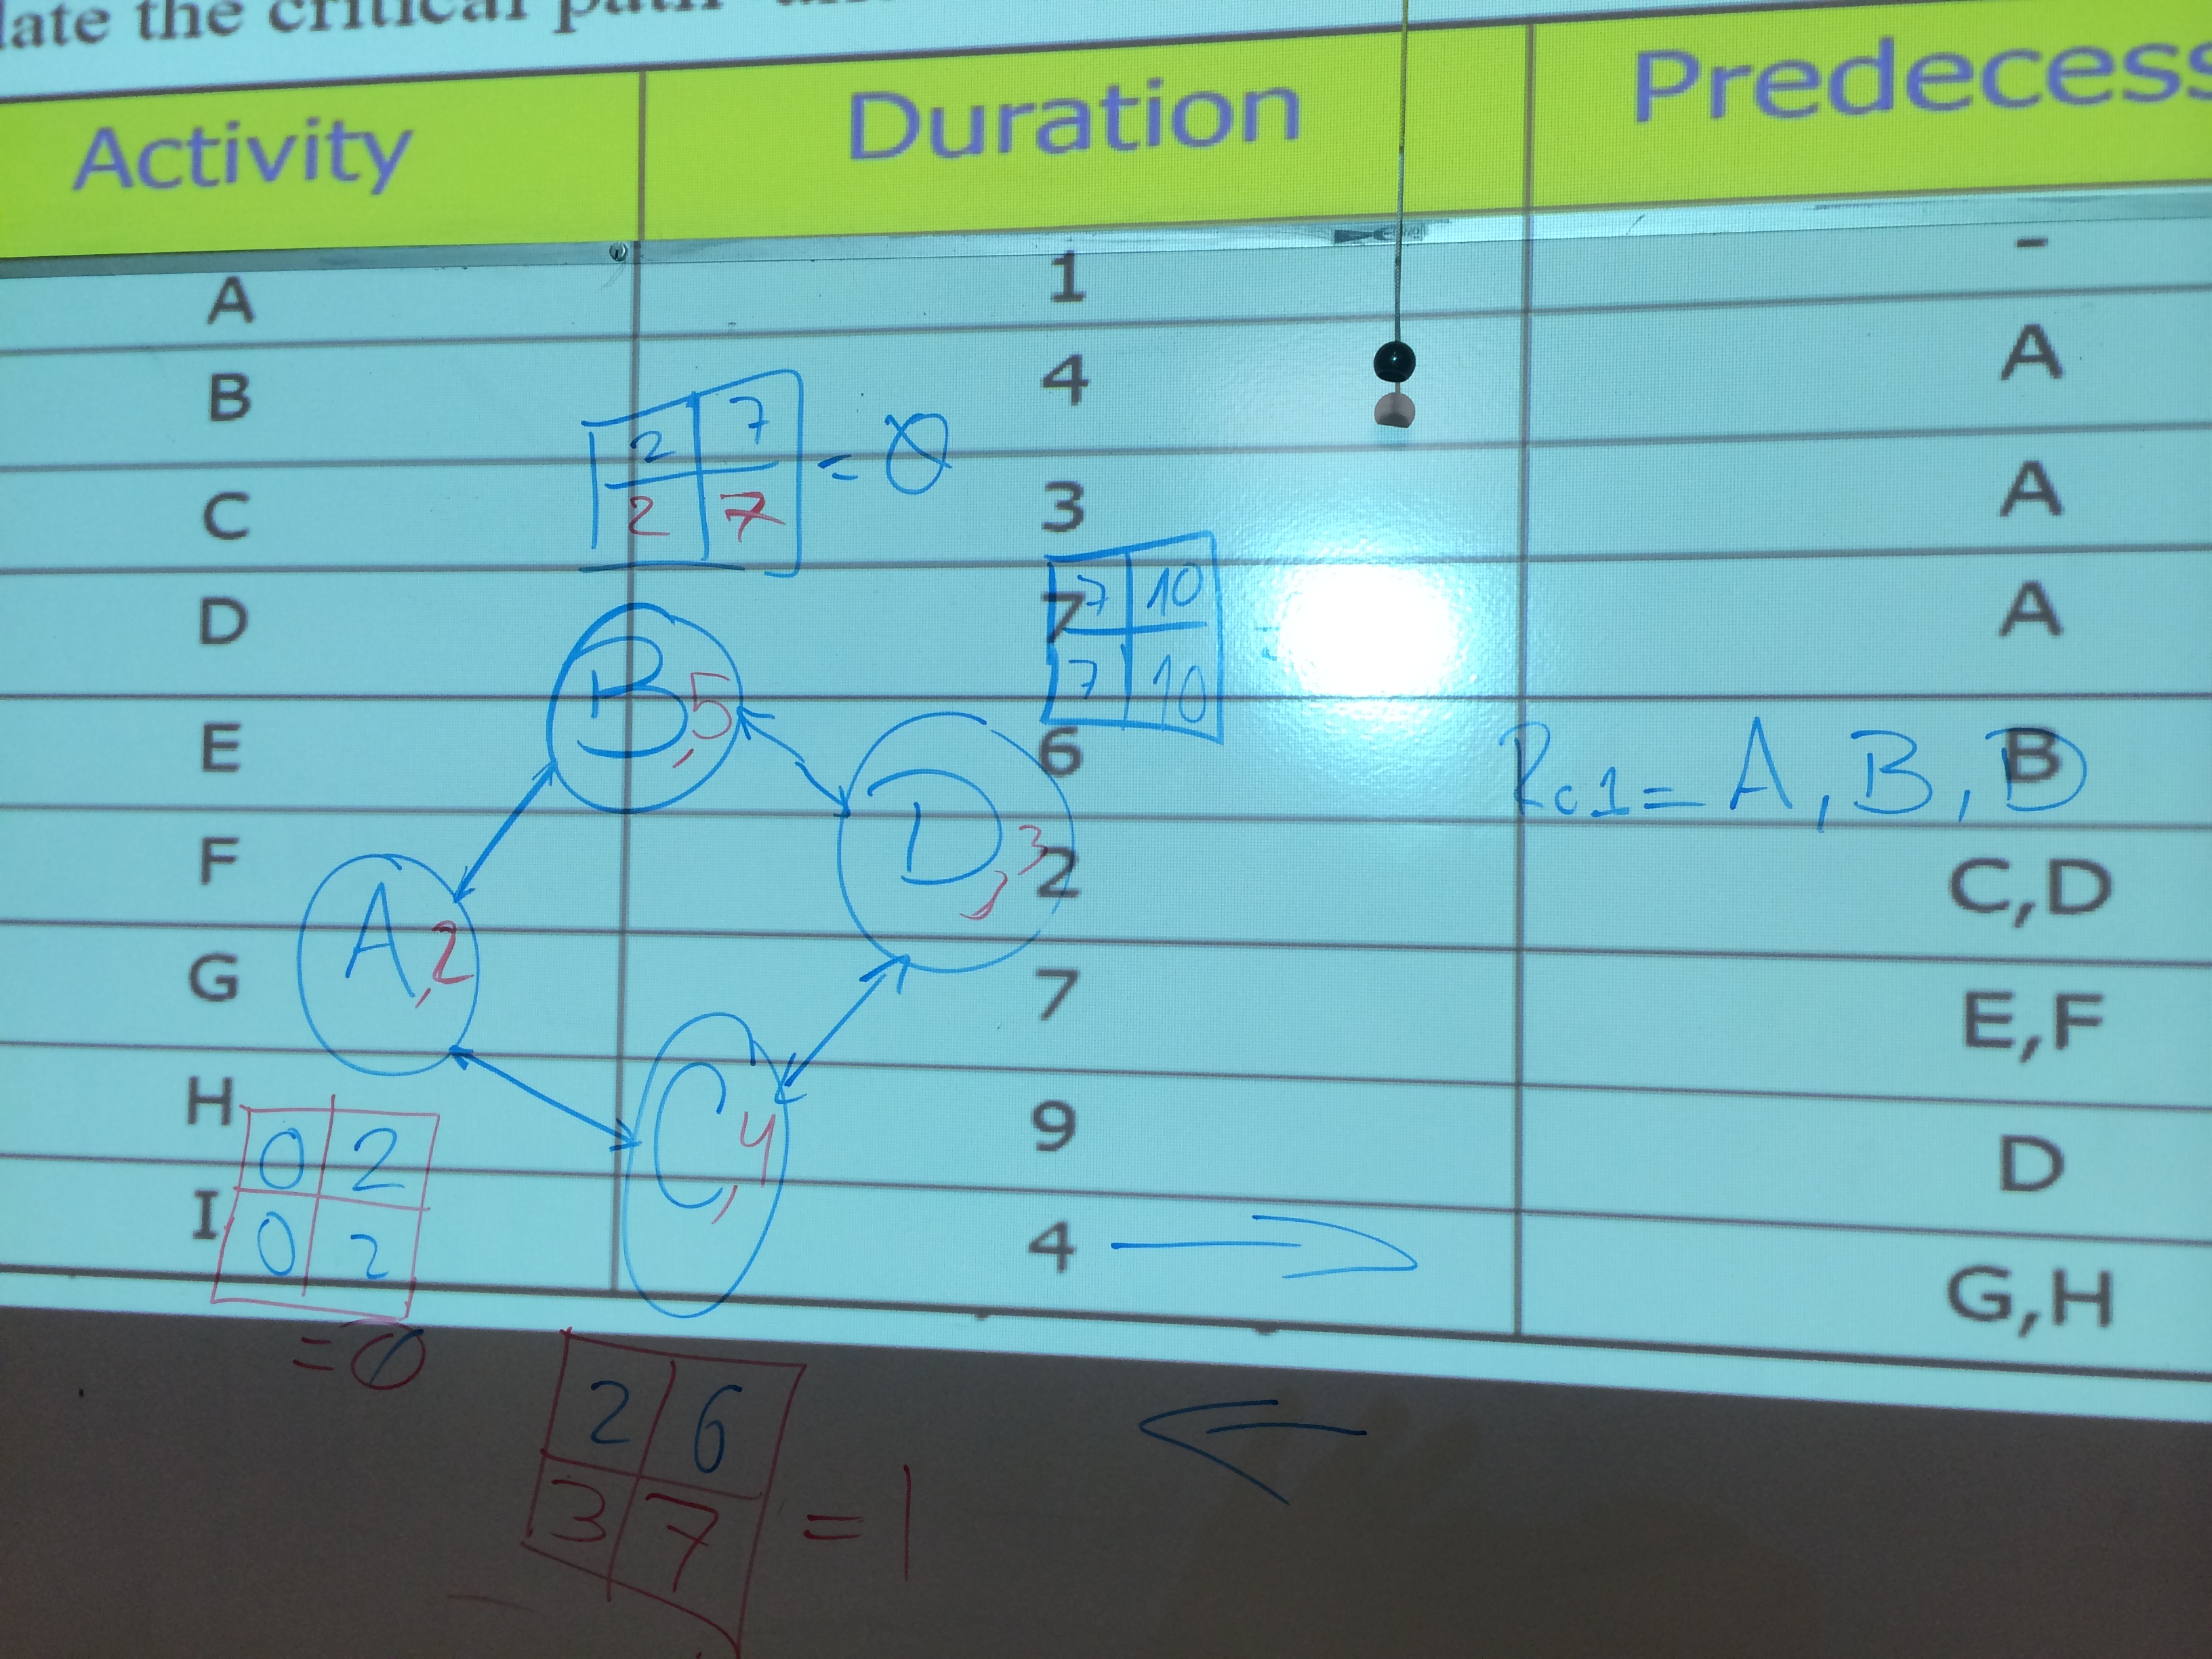 late the critical path
Activity Duration Predecess
A 1 -
B 4 A
C 3 A
D 7 A
E 6 B
F 2 C,D
G 7 E,F
H 9 D
I 4 G,H
2 7 = 0
2 7
7 10
7 10
B,5
D,3
Rc1= A, B, D
A,2
C,4
0 2
0 2
=0
2 6
3 7 = 1